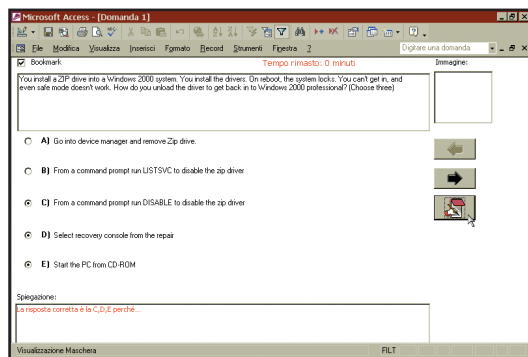 Microsoft Access - [Domanda 1]
File Modifica Visualizza Inserisci Formato Record Strumenti Finestra ? Digitare una domanda.
Bookmark Tempo rimasto: 0 minuti Immagine:
You install a ZIP drive into a Windows 2000 system. You install the drivers. On reboot, the system locks. You can't get in, and
even safe mode doesn't work. How do you unload the driver to get back in to Windows 2000 professional? (Choose three)
A) Go into device manager and remove Zip drive.
B) From a command prompt run LISTSVC to disable the zip driver
C) From a command prompt run DISABLE to disable the zip driver
D) Select recovery console from the repair
E) Start the PC from CD-ROM
Spiegazione:
La risposta corretta è la C,D,E perché...
Visualizzazione Maschera FILT